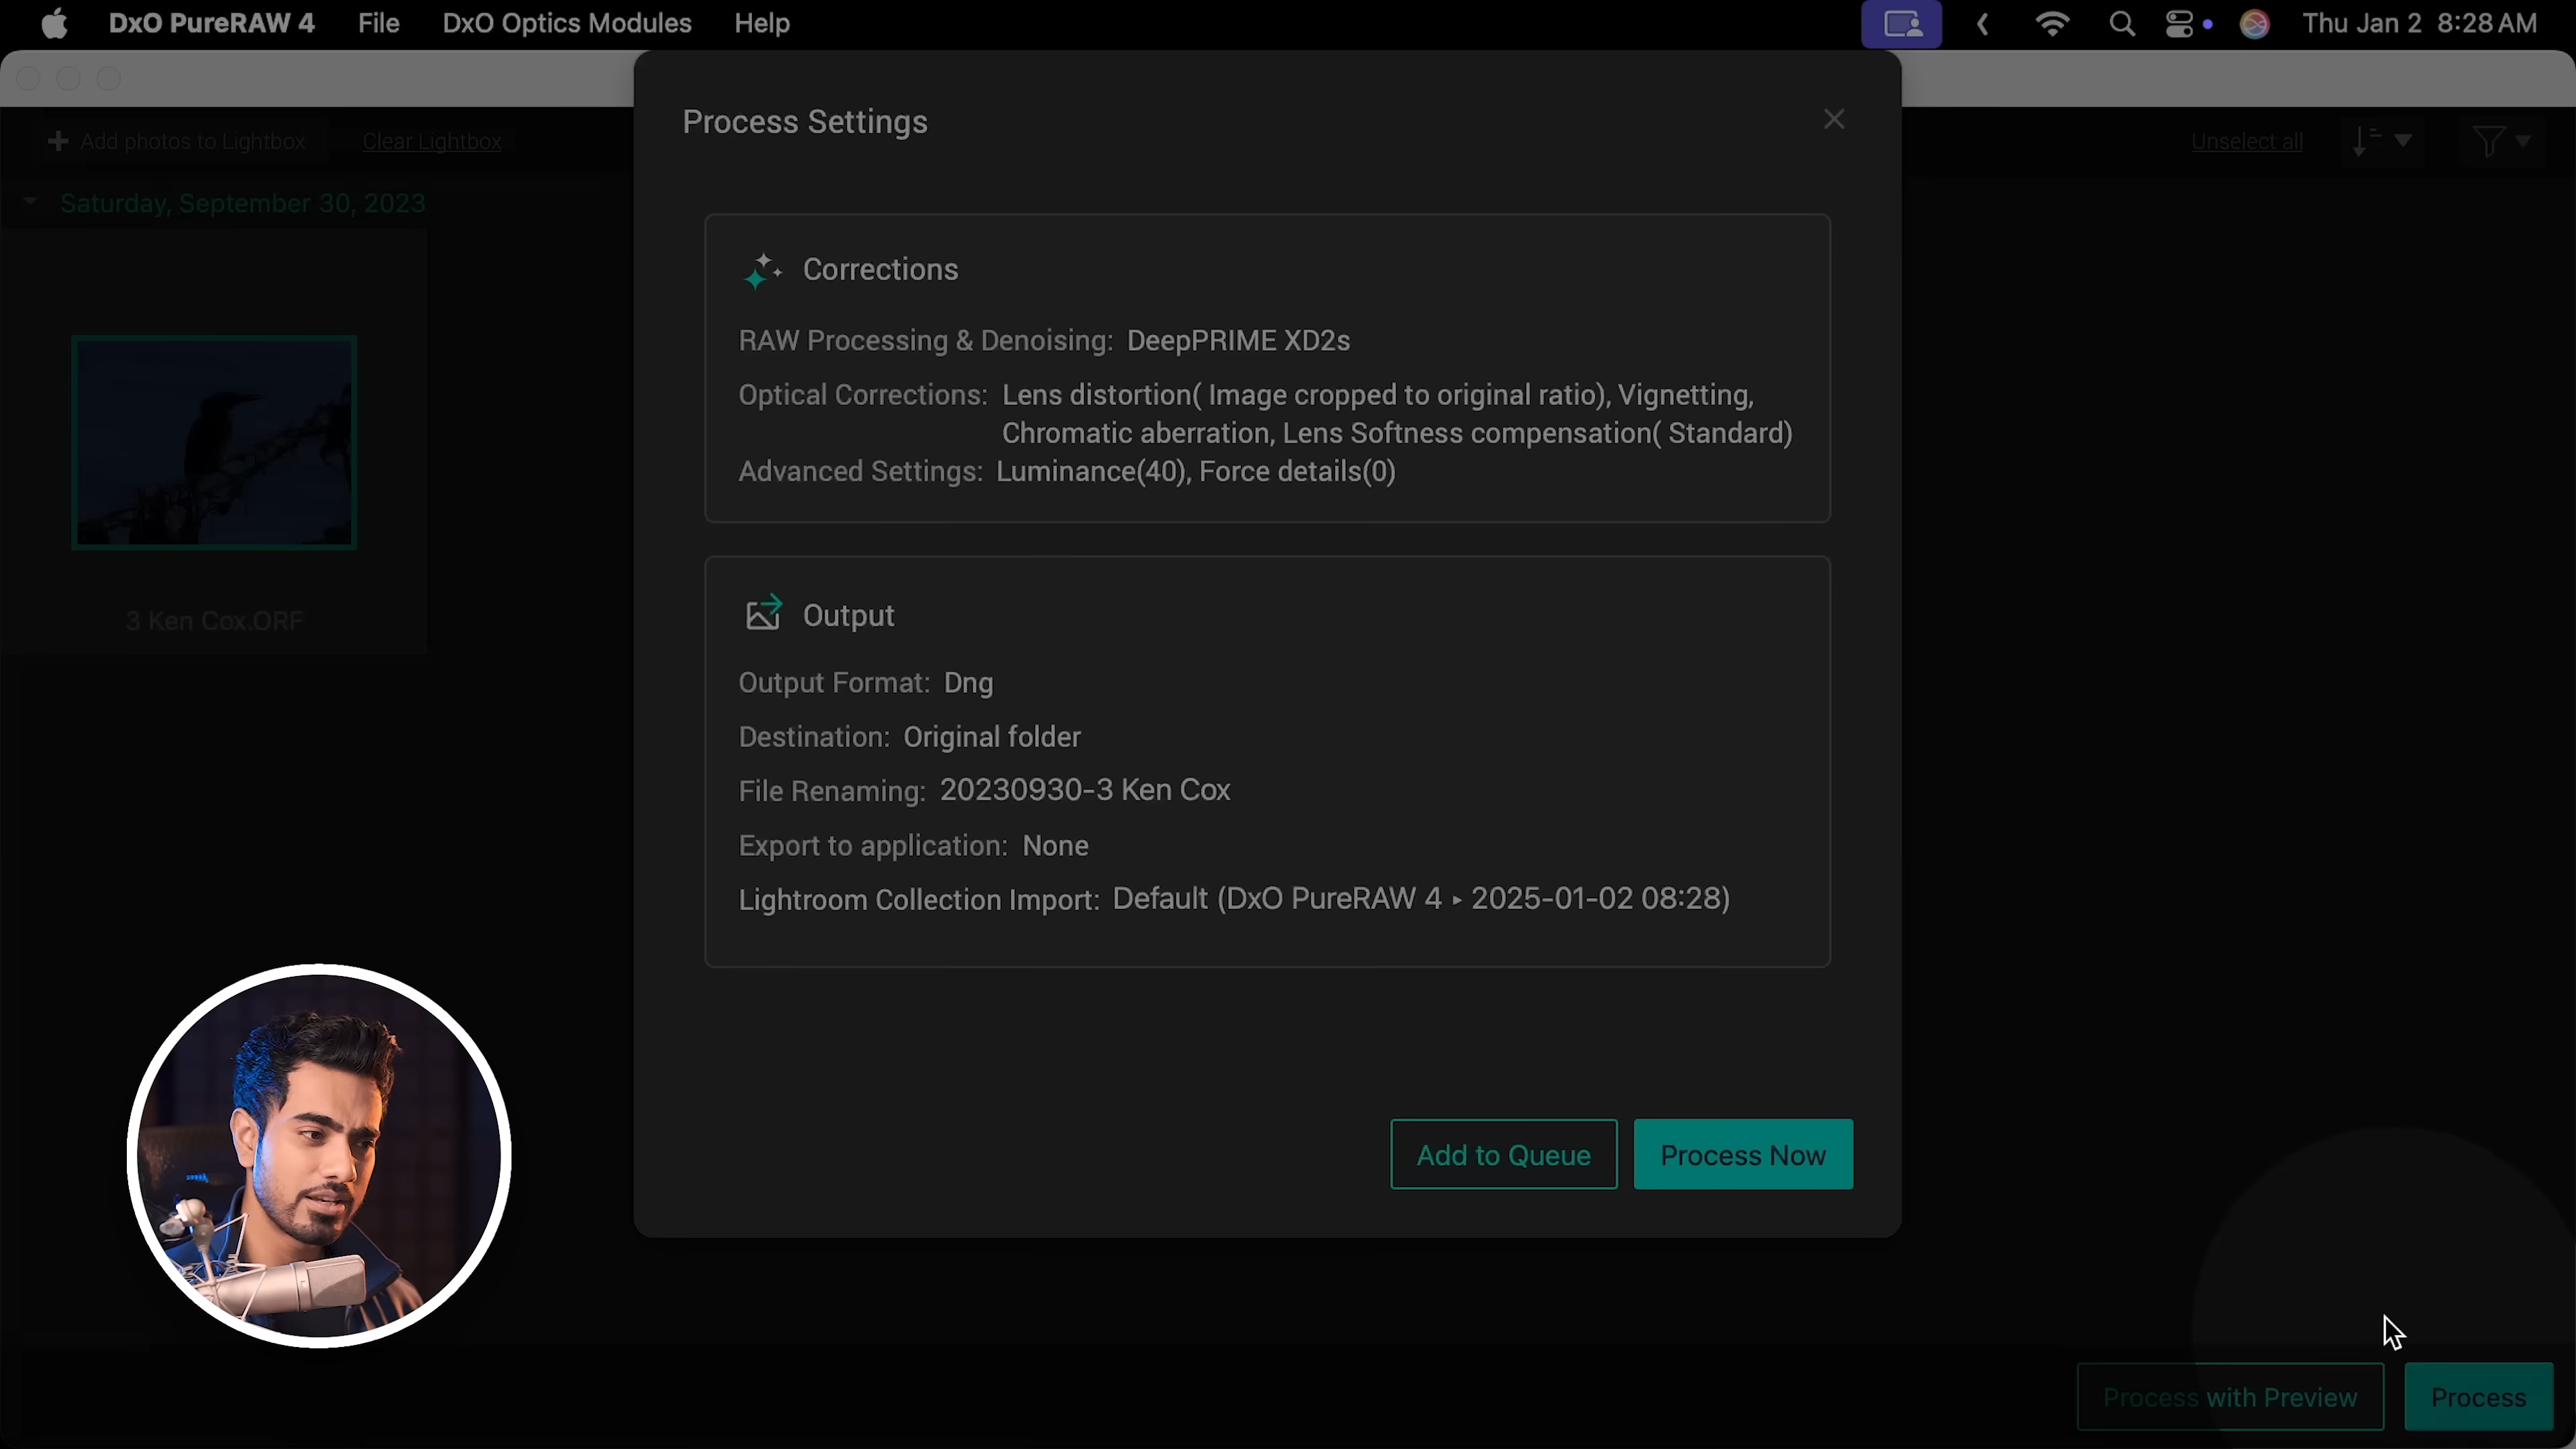 DxO PureRAW 4 File DxO Optics Modules Help Thu Jan 2 8:28 AM
Process Settings
Add photos to Lightbox Clear Lightbox Unselect all
Saturday, September 30, 2023
3 Ken Cox.ORF
Corrections
RAW Processing & Denoising: DeepPRIME XD2s
Optical Corrections: Lens distortion( Image cropped to original ratio), Vignetting,
Chromatic aberration, Lens Softness compensation( Standard)
Advanced Settings: Luminance(40), Force details(0)
Output
Output Format: Dng
Destination: Original folder
File Renaming: 20230930-3 Ken Cox
Export to application: None
Lightroom Collection Import: Default (DxO PureRAW 4 ▸ 2025-01-02 08:28)
Add to Queue Process Now
Process with Preview Process